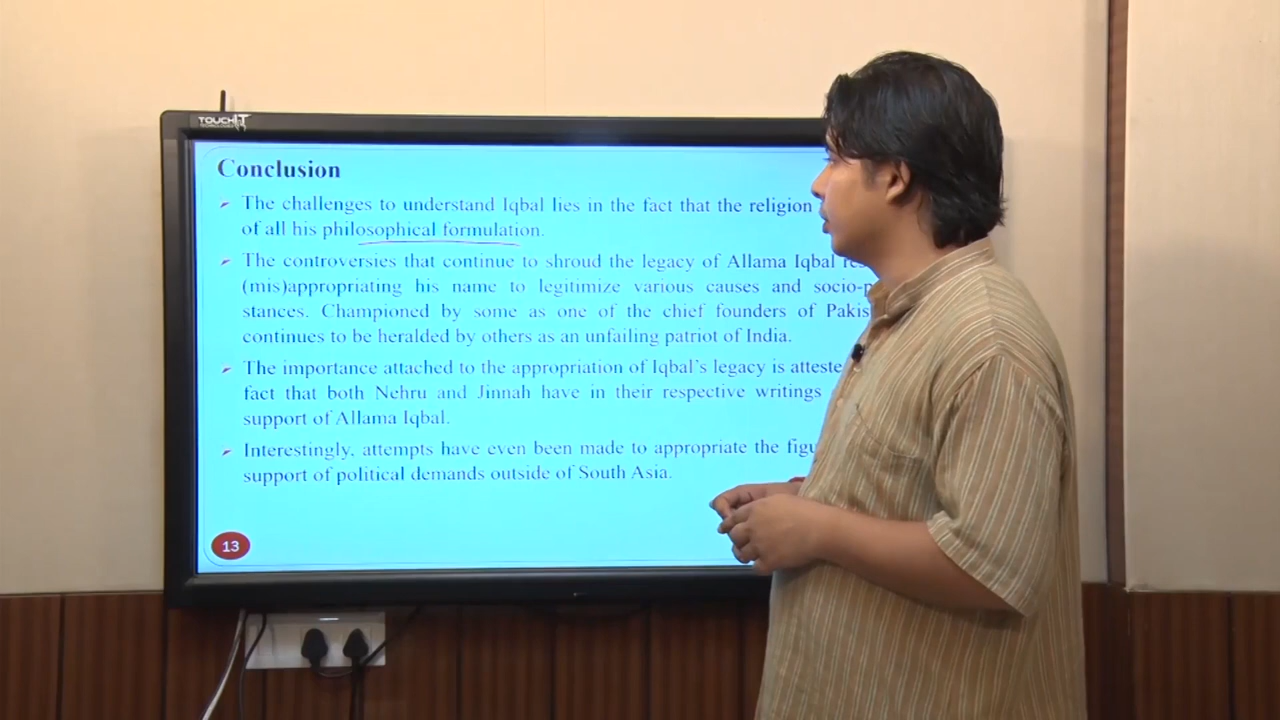 TOUCHIT
TECHNOLOGIES
Conclusion
The challenges to understand Iqbal lies in the fact that the religion
of all his philosophical formulation.
The controversies that continue to shroud the legacy of Allama Iqbal
(mis)appropriating his name to legitimize various causes and
stances. Championed by some as one of the chief founders of
continues to be heralded by others as an unfailing patriot of India.
The importance attached to the appropriation of Iqbal's legacy is
fact that both Nehru and Jinnah have in their respective writings
support of Allama Iqbal.
Interestingly, attempts have even been made to appropriate the
support of political demands outside of South Asia.
13